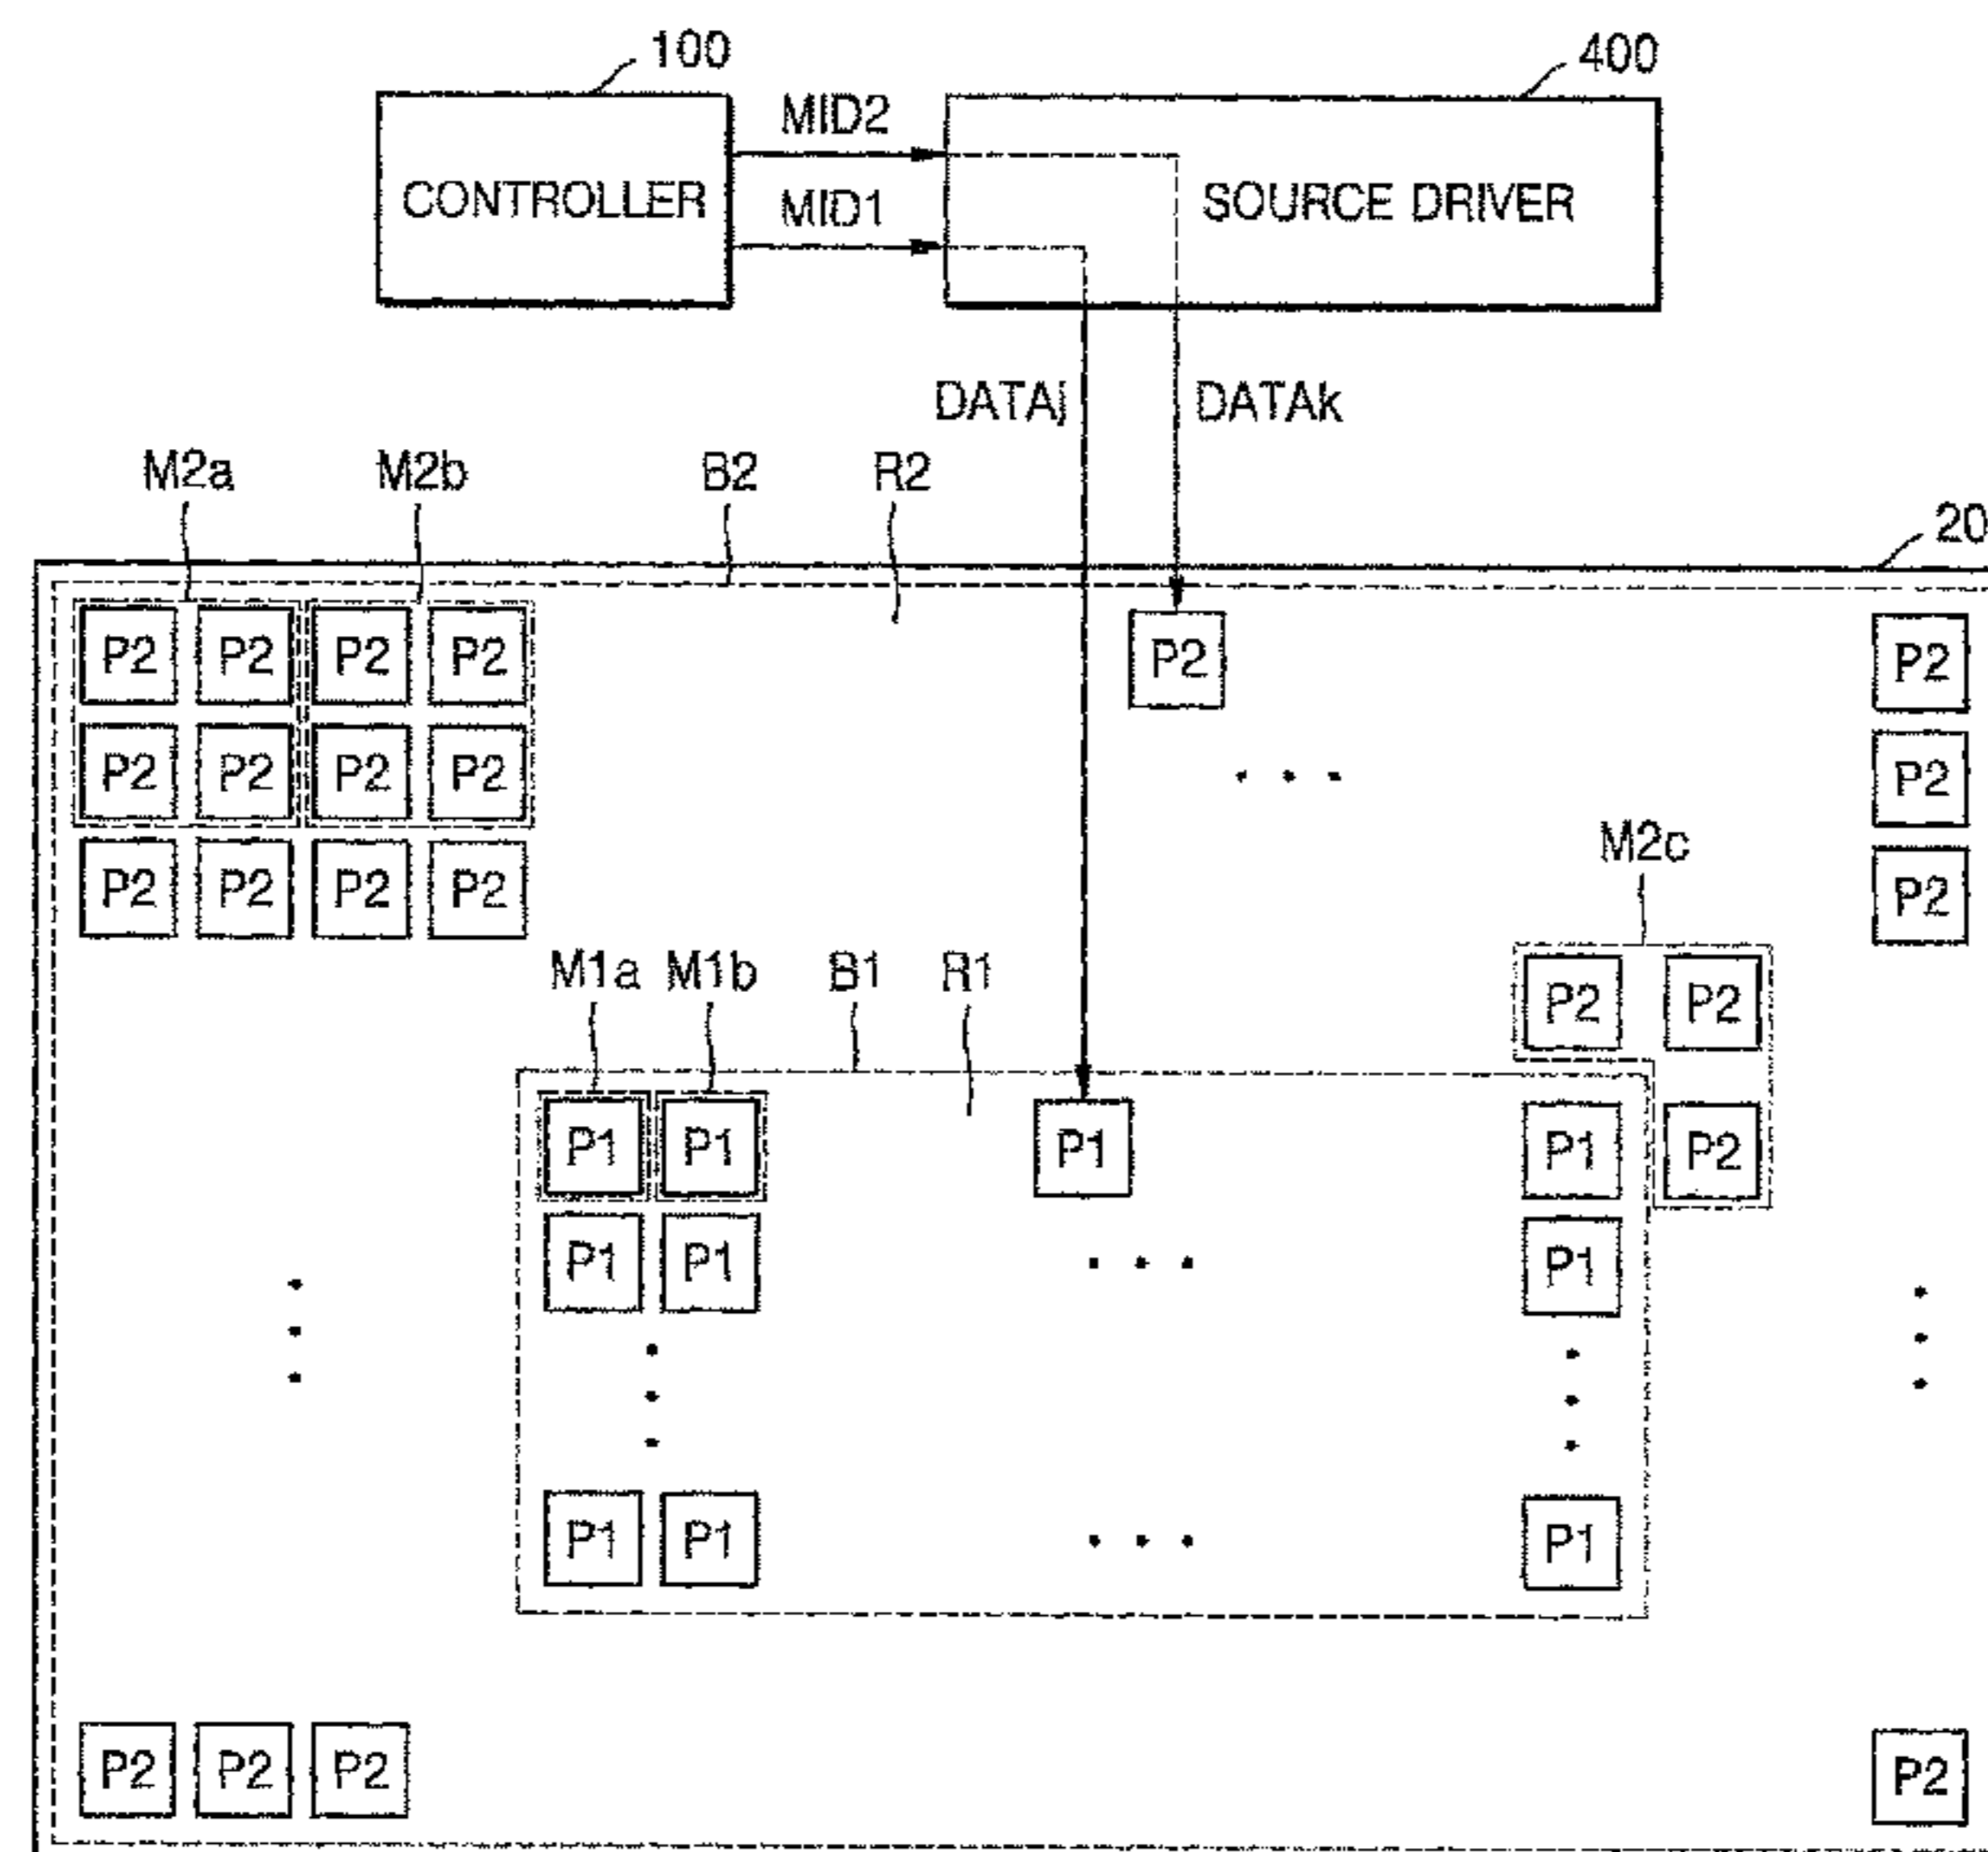 100
400
MID2
CONTROLLER
MID1
SOURCE DRIVER
DATAj
DATAk
M2a
M2b
B2
R2
20
P2 P2 P2 P2 P2 P2
P2 P2 P2 P2 P2
M2c
P2 P2 P2 P2 P2
M1a M1b B1 R1
P2 P2
P1 P1 P1 P1 P2
P1 P1 P1
P1 P1 P1
P2 P2 P2 P2